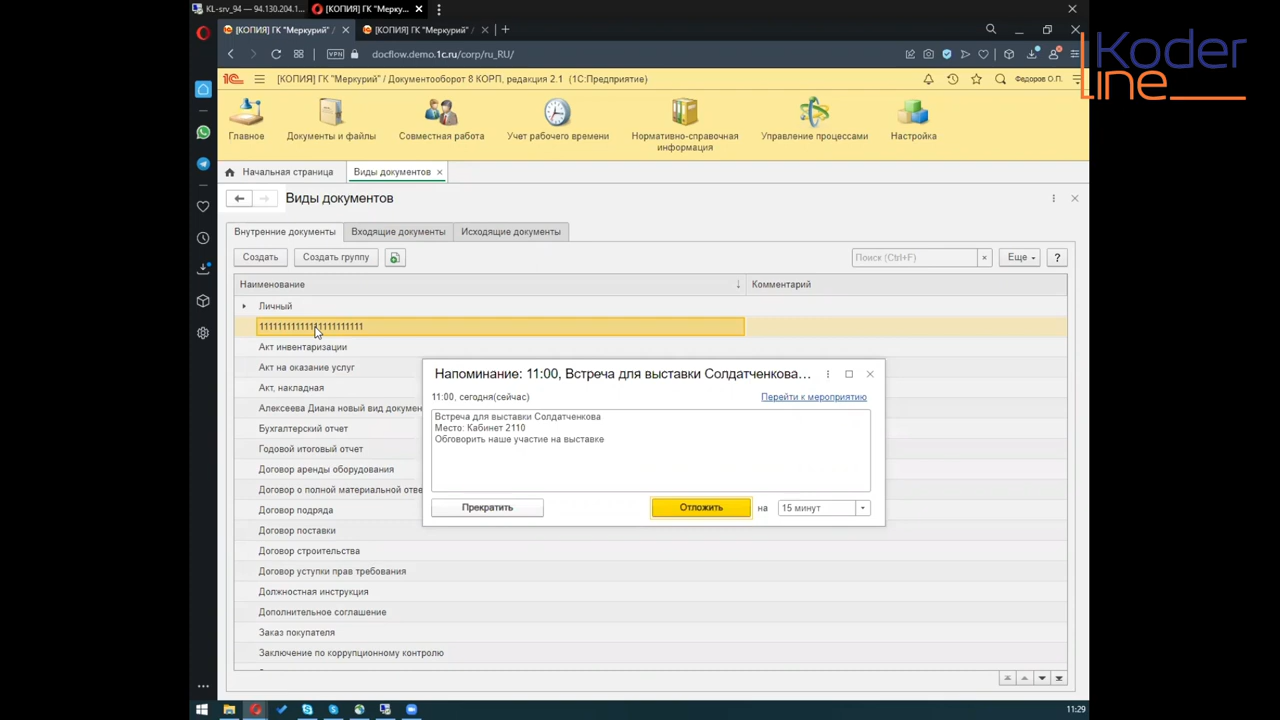 KL-srv_94 — 94.130.204.1
[КОПИЯ] ГК "Мерку...
Koder
Line
[КОПИЯ] ГК "Меркурий" /
[КОПИЯ] ГК "Меркурий" /
VPN
docflow.demo.1c.ru/corp/ru_RU/
[КОПИЯ] ГК "Меркурий" / Документооборот 8 КОРП, редакция 2.1 (1С:Предприятие)
Федоров О.П.
Главное
Документы и файлы
Совместная работа
Учет рабочего времени
Нормативно-справочная
информация
Управление процессами
Настройка
Начальная страница
Виды документов
Виды документов
Внутренние документы
Входящие документы
Исходящие документы
Создать
Создать группу
Поиск (Ctrl+F)
Еще
?
Наименование
Комментарий
Личный
Акт инвентаризации
Акт на оказание услуг
Акт, накладная
Алексеева Диана новый вид докумен
Бухгалтерский отчет
Годовой итоговый отчет
Договор аренды оборудования
Договор о полной материальной отве
Договор подряда
Договор поставки
Договор строительства
Договор уступки прав требования
Должностная инструкция
Дополнительное соглашение
Заказ покупателя
Заключение по коррупционному контролю
Напоминание: 11:00, Встреча для выставки Солдатченкова...
11:00, сегодня(сейчас)
Перейти к мероприятию
Встреча для выставки Солдатченкова
Место: Кабинет 2110
Обговорить наше участие на выставке
Прекратить
Отложить
на
15 минут
11:29